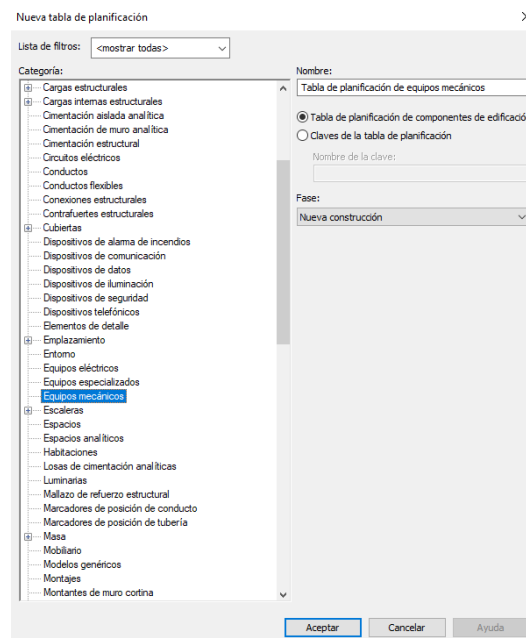 Nueva tabla de planificación
Lista de filtros: <mostrar todas>
Categoría:
Cargas estructurales
Cargas internas estructurales
Cimentación aislada analítica
Cimentación de muro analítica
Cimentación estructural
Circuitos eléctricos
Conductos
Conductos flexibles
Conexiones estructurales
Contrafuertes estructurales
Cubiertas
Dispositivos de alarma de incendios
Dispositivos de comunicación
Dispositivos de datos
Dispositivos de iluminación
Dispositivos de seguridad
Dispositivos telefónicos
Elementos de detalle
Emplazamiento
Entorno
Equipos eléctricos
Equipos especializados
Equipos mecánicos
Escaleras
Espacios
Espacios analíticos
Habitaciones
Losas de cimentación analíticas
Luminarias
Mallazo de refuerzo estructural
Marcadores de posición de conducto
Marcadores de posición de tubería
Masa
Mobiliario
Modelos genéricos
Montajes
Montantes de muro cortina
Nombre:
Tabla de planificación de equipos mecánicos
Tabla de planificación de componentes de edificació
Claves de la tabla de planificación
Nombre de la clave:
Fase:
Nueva construcción
Aceptar Cancelar Ayuda